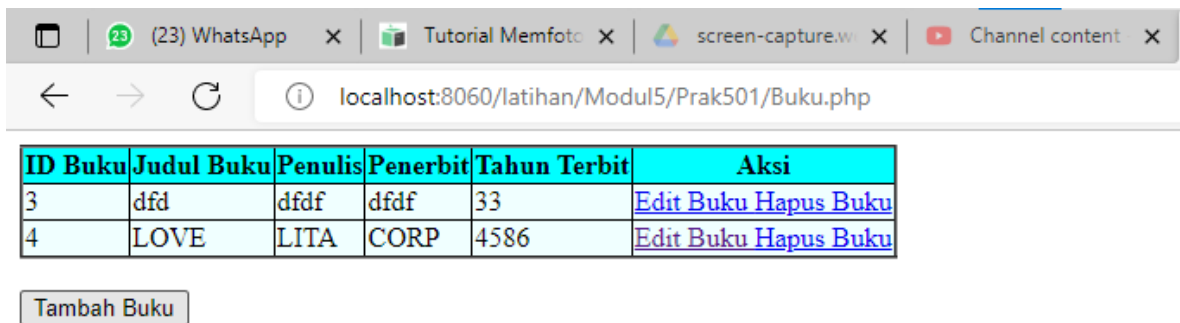 23 (23) WhatsApp Tutorial Memfoto screen-capture.w Channel content
localhost:8060/latihan/Modul5/Prak501/Buku.php
ID Buku Judul Buku Penulis Penerbit Tahun Terbit Aksi
3 dfd dfdf dfdf 33 Edit Buku Hapus Buku
4 LOVE LITA CORP 4586 Edit Buku Hapus Buku
Tambah Buku